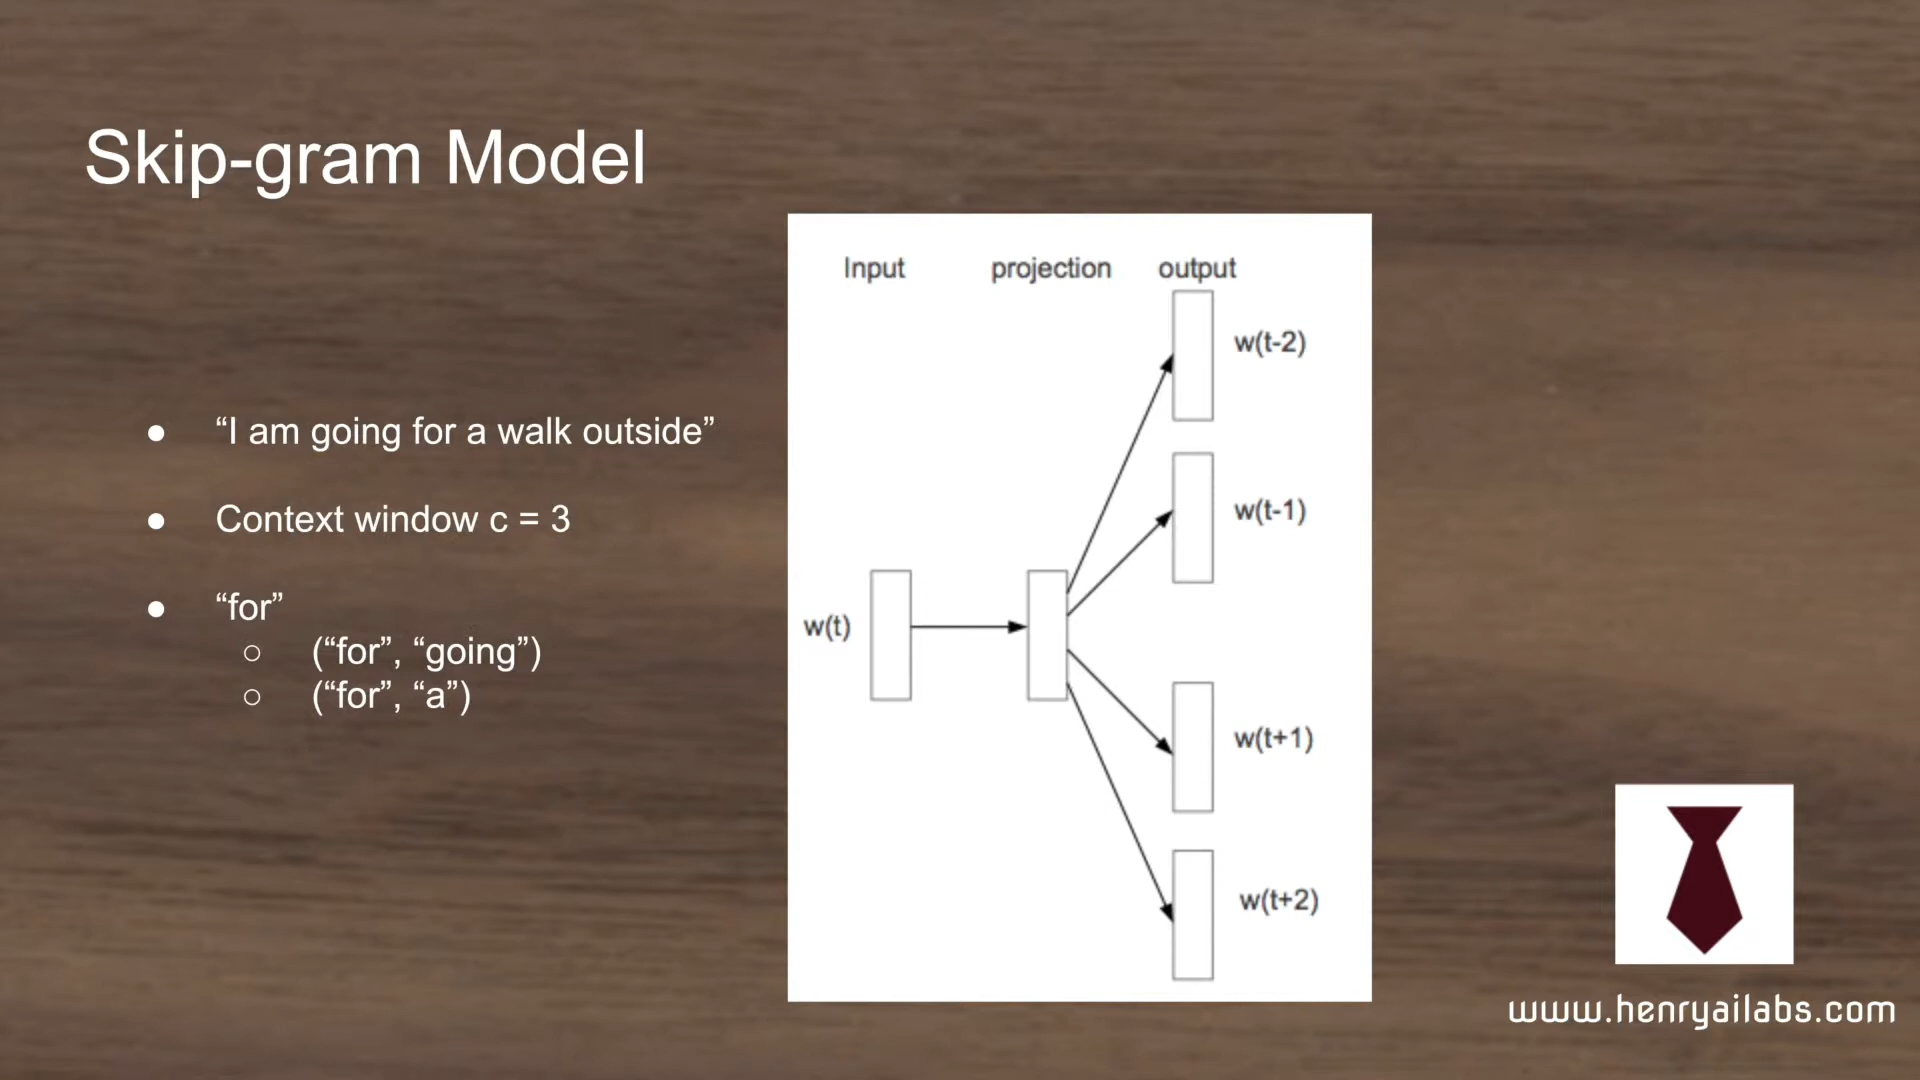 Skip-gram Model
● “I am going for a walk outside”
● Context window c = 3
● “for”
○ (“for”, “going”)
○ (“for”, “a”)
Input projection output
w(t-2)
w(t-1)
w(t)
w(t+1)
w(t+2)
www.henryailabs.com